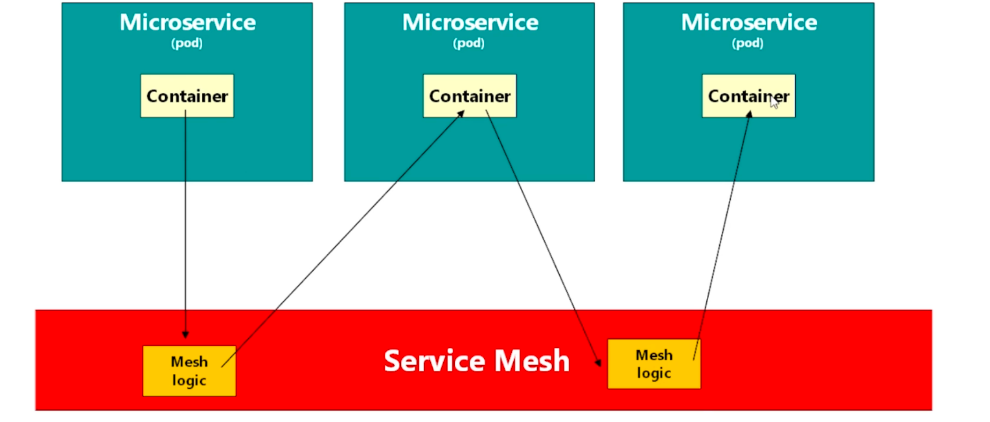 Microservice
(pod)
Container
Microservice
(pod)
Container
Microservice
(pod)
Container
Mesh
logic
Service Mesh
Mesh
logic